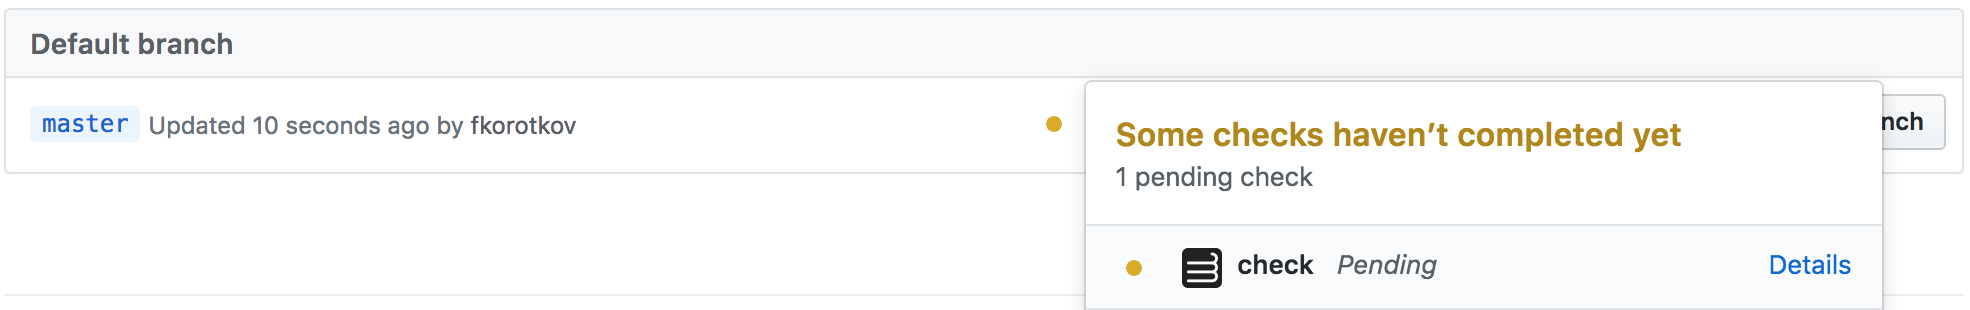 Default branch
master Updated 10 seconds ago by fkorotkov
Some checks haven’t completed yet
1 pending check
check Pending Details